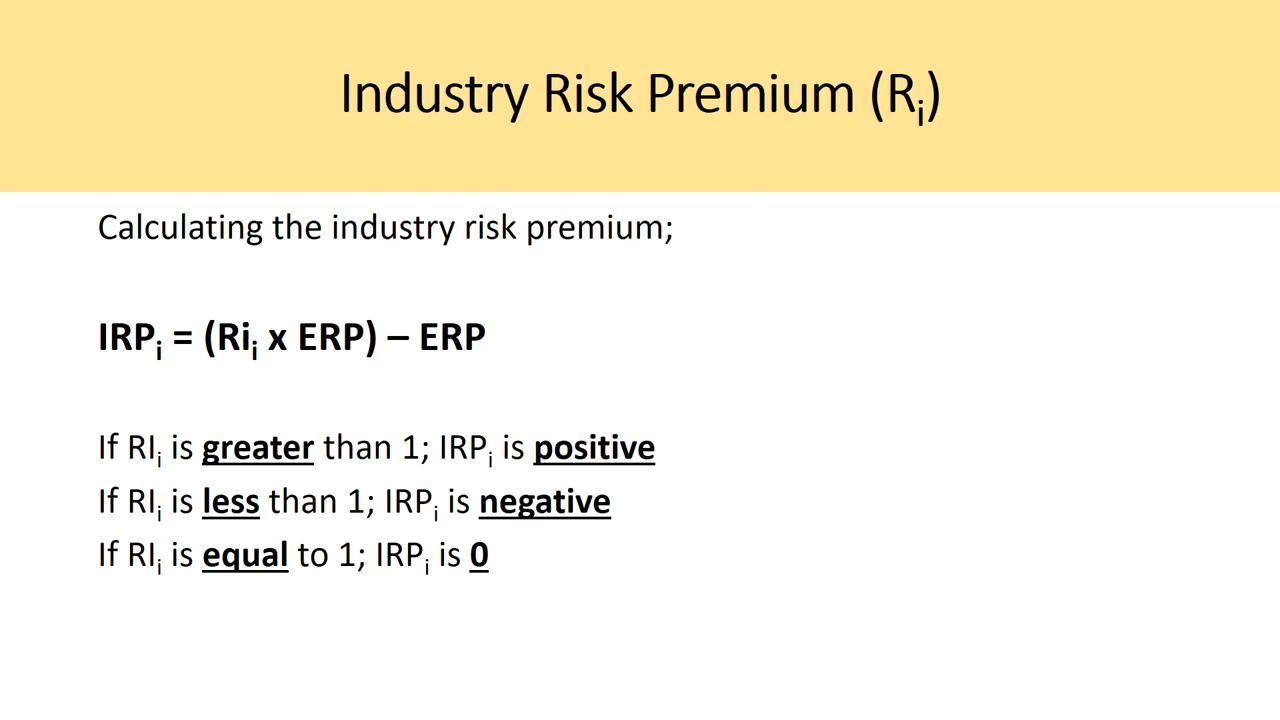 Industry Risk Premium (Ri)
Calculating the industry risk premium;
IRPi = (Rii x ERP) – ERP
If RIi is greater than 1; IRPi is positive
If RIi is less than 1; IRPi is negative
If RIi is equal to 1; IRPi is 0